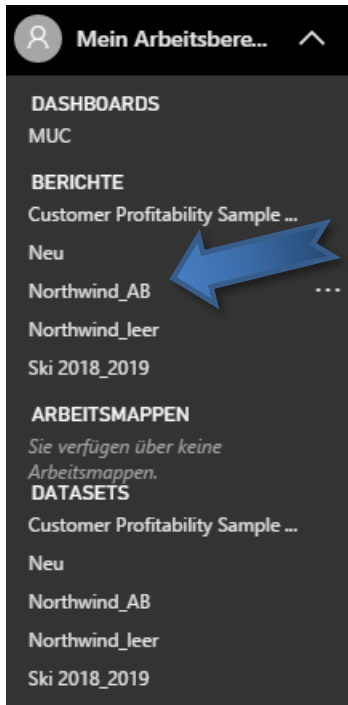 Mein Arbeitsbere...
DASHBOARDS
MUC
BERICHTE
Customer Profitability Sample ...
Neu
Northwind_AB
...
Northwind_leer
Ski 2018_2019
ARBEITSMAPPEN
Sie verfügen über keine
Arbeitsmappen.
DATASETS
Customer Profitability Sample ...
Neu
Northwind_AB
Northwind_leer
Ski 2018_2019